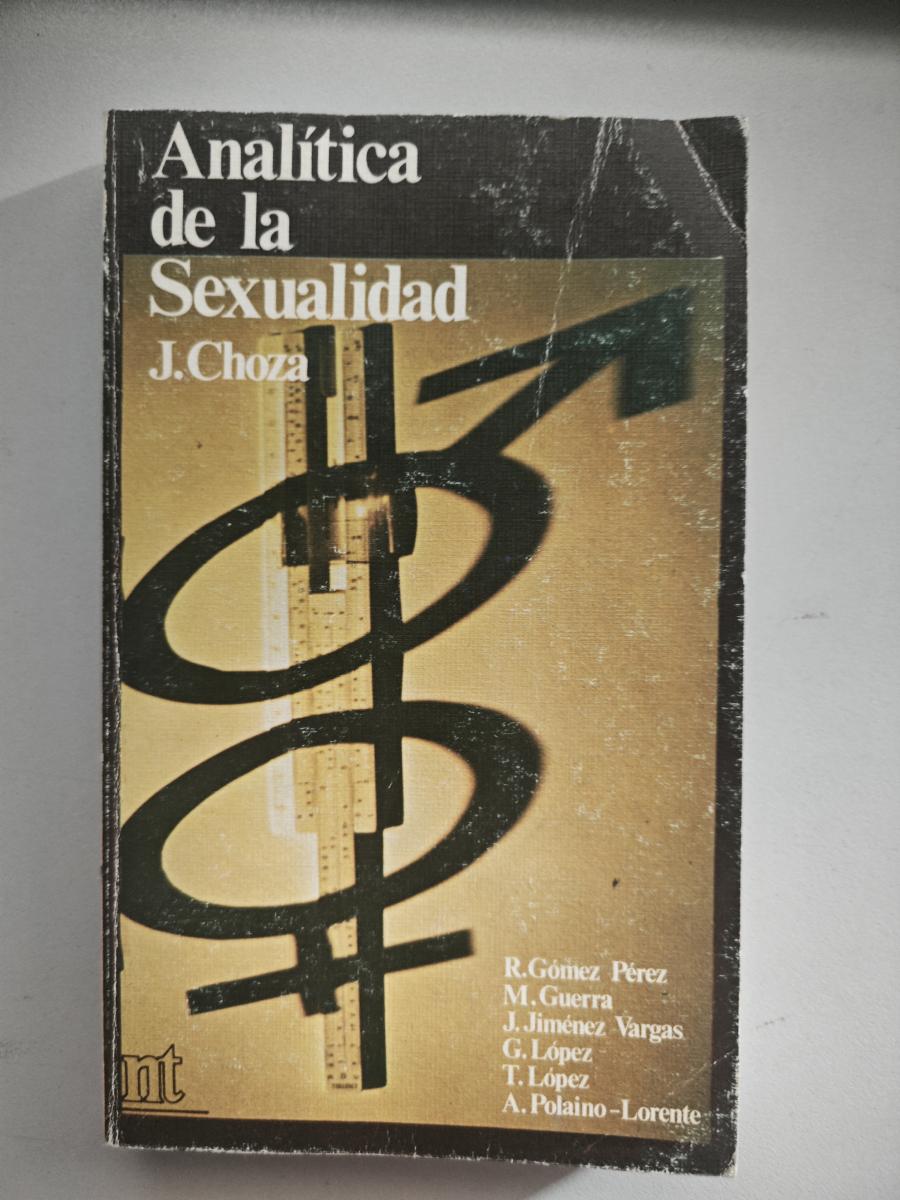 Analítica
de la
Sexualidad
J.Choza
R.Gómez Pérez
M.Guerra
J.Jiménez Vargas
G.López
T.López
A.Polaino-Lorente
nt